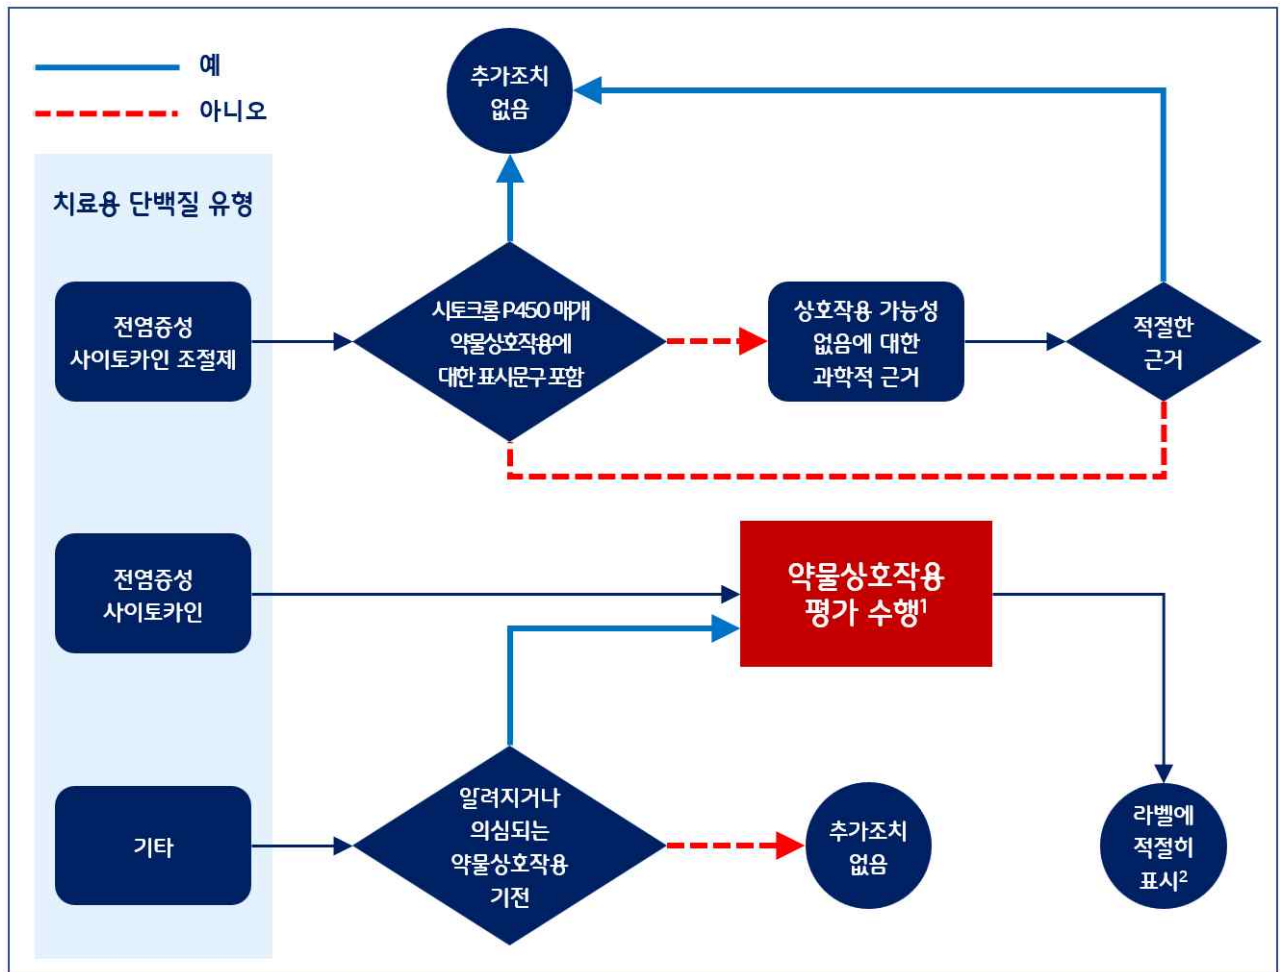 예
아니오
추가조치
없음
치료용 단백질 유형
전염증성
사이토카인 조절제
시토크롬 P450 매개
약물상호작용에
대한 표시문구 포함
상호작용 가능성
없음에 대한
과학적 근거
적절한
근거
전염증성
사이토카인
약물상호작용
평가 수행¹
기타
알려지거나
의심되는
약물상호작용
기전
추가조치
없음
라벨에
적절히
표시²